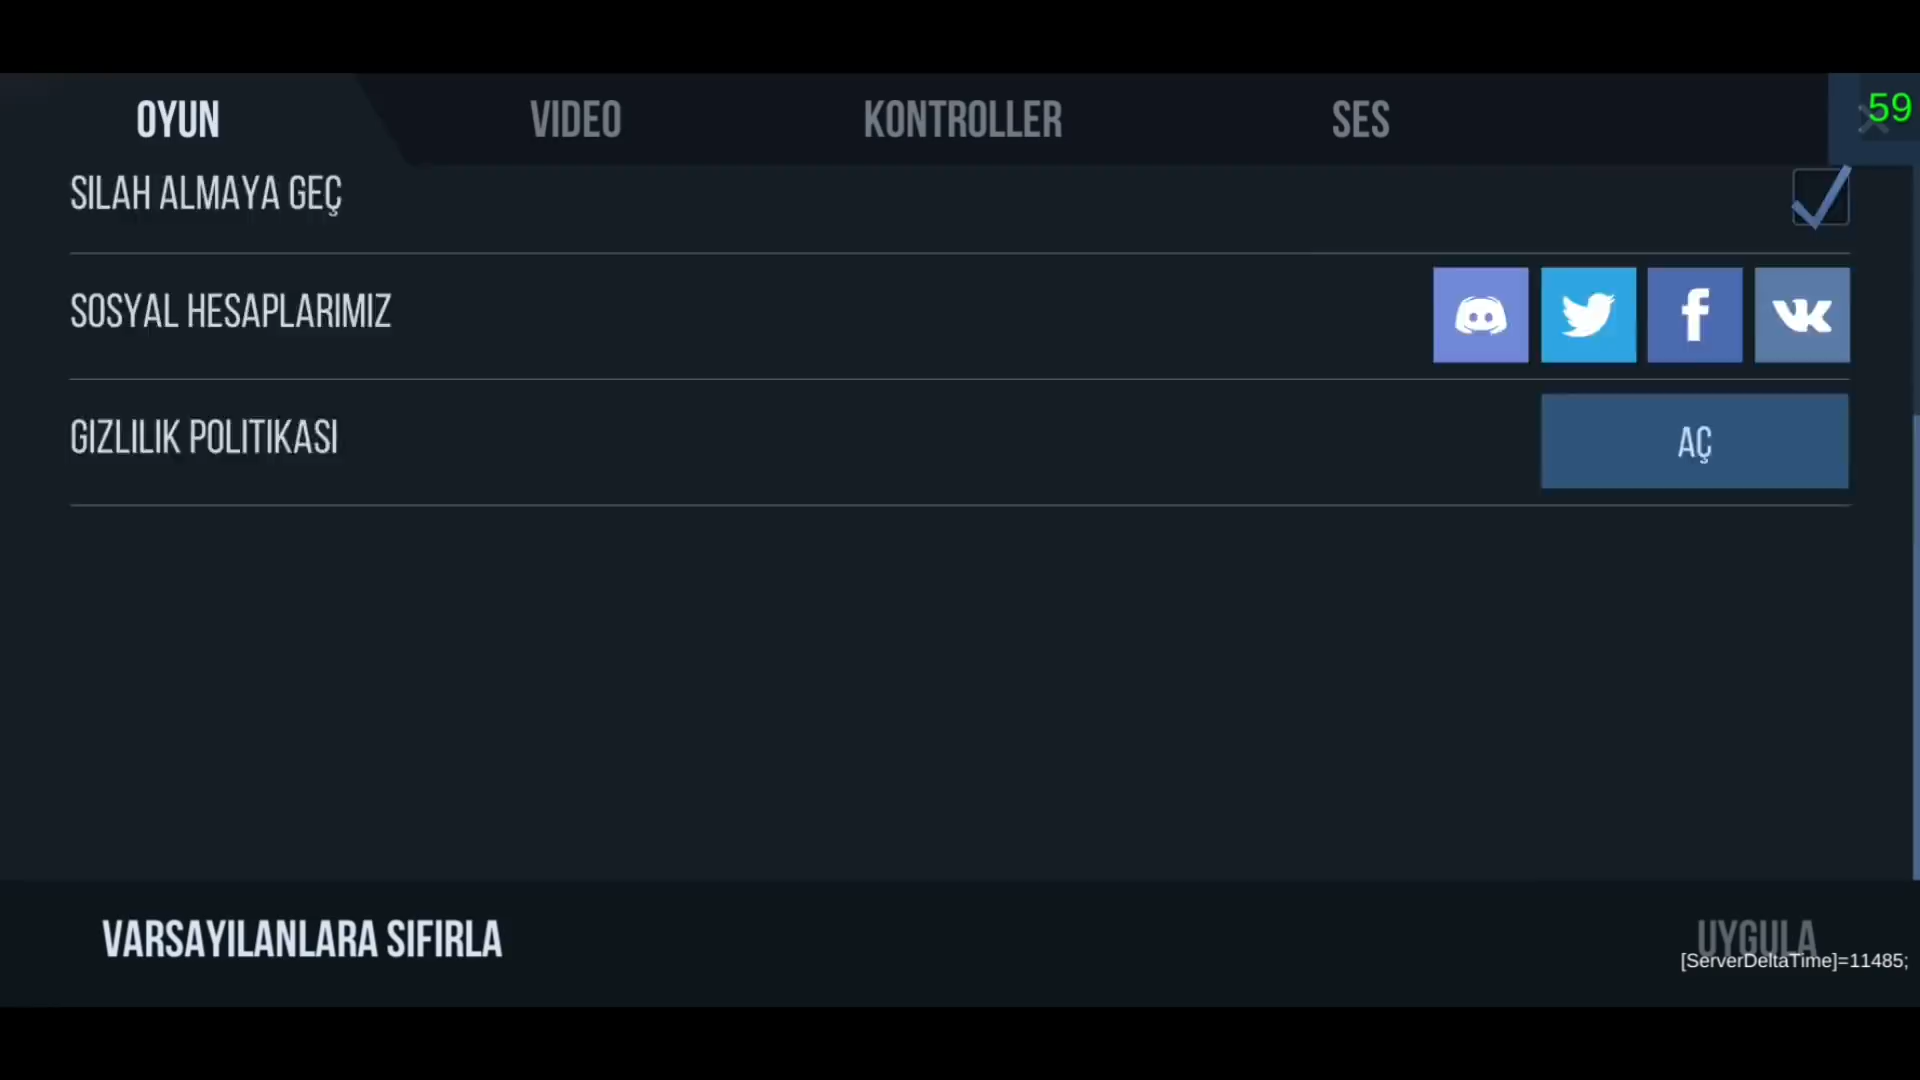 OYUN VIDEO KONTROLLER SES 59
SILAH ALMAYA GEÇ
SOSYAL HESAPLARIMIZ
GIZLILIK POLITIKASI AÇ
VARSAYILANLARA SIFIRLA UYGULA
[ServerDeltaTime]=11485;